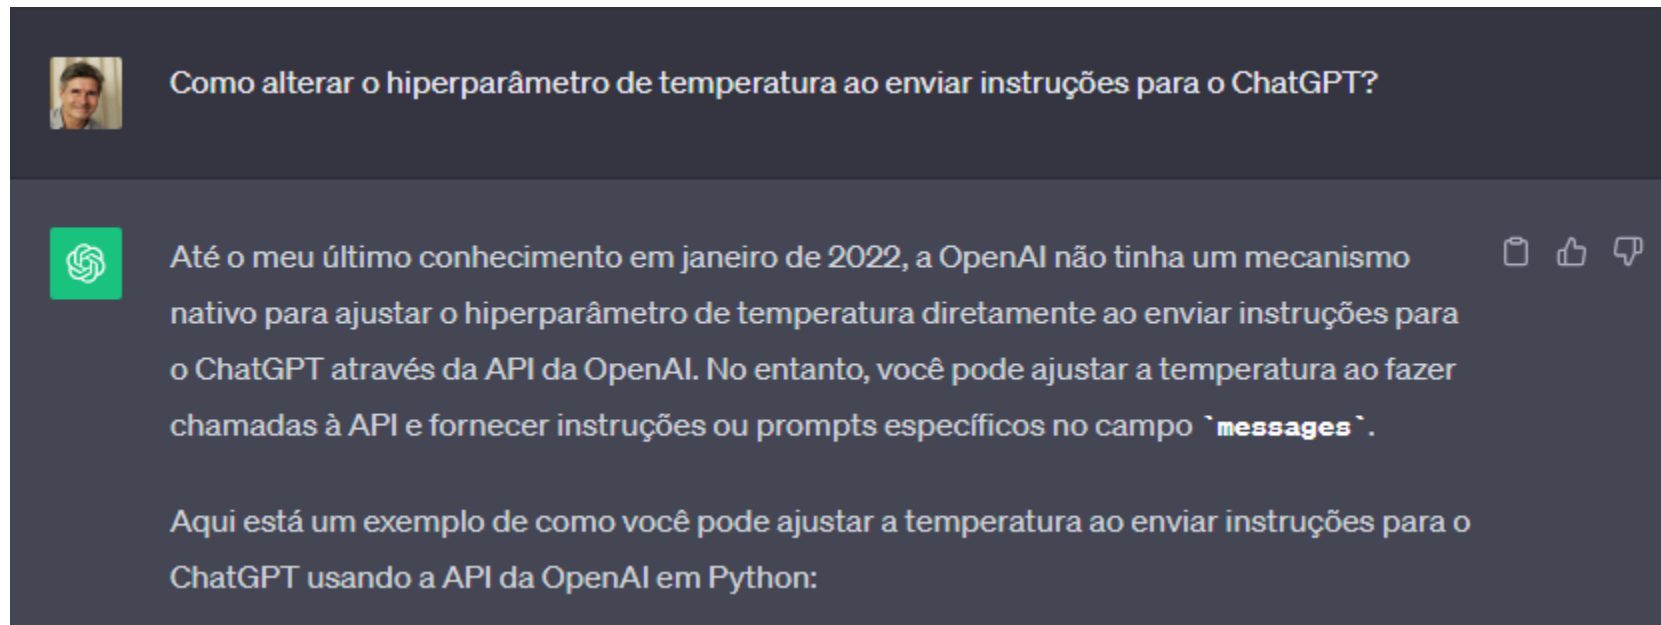 Como alterar o hiperparâmetro de temperatura ao enviar instruções para o ChatGPT?
Até o meu último conhecimento em janeiro de 2022, a OpenAI não tinha um mecanismo
nativo para ajustar o hiperparâmetro de temperatura diretamente ao enviar instruções para
o ChatGPT através da API da OpenAI. No entanto, você pode ajustar a temperatura ao fazer
chamadas à API e fornecer instruções ou prompts específicos no campo `messages`.
Aqui está um exemplo de como você pode ajustar a temperatura ao enviar instruções para o
ChatGPT usando a API da OpenAI em Python: